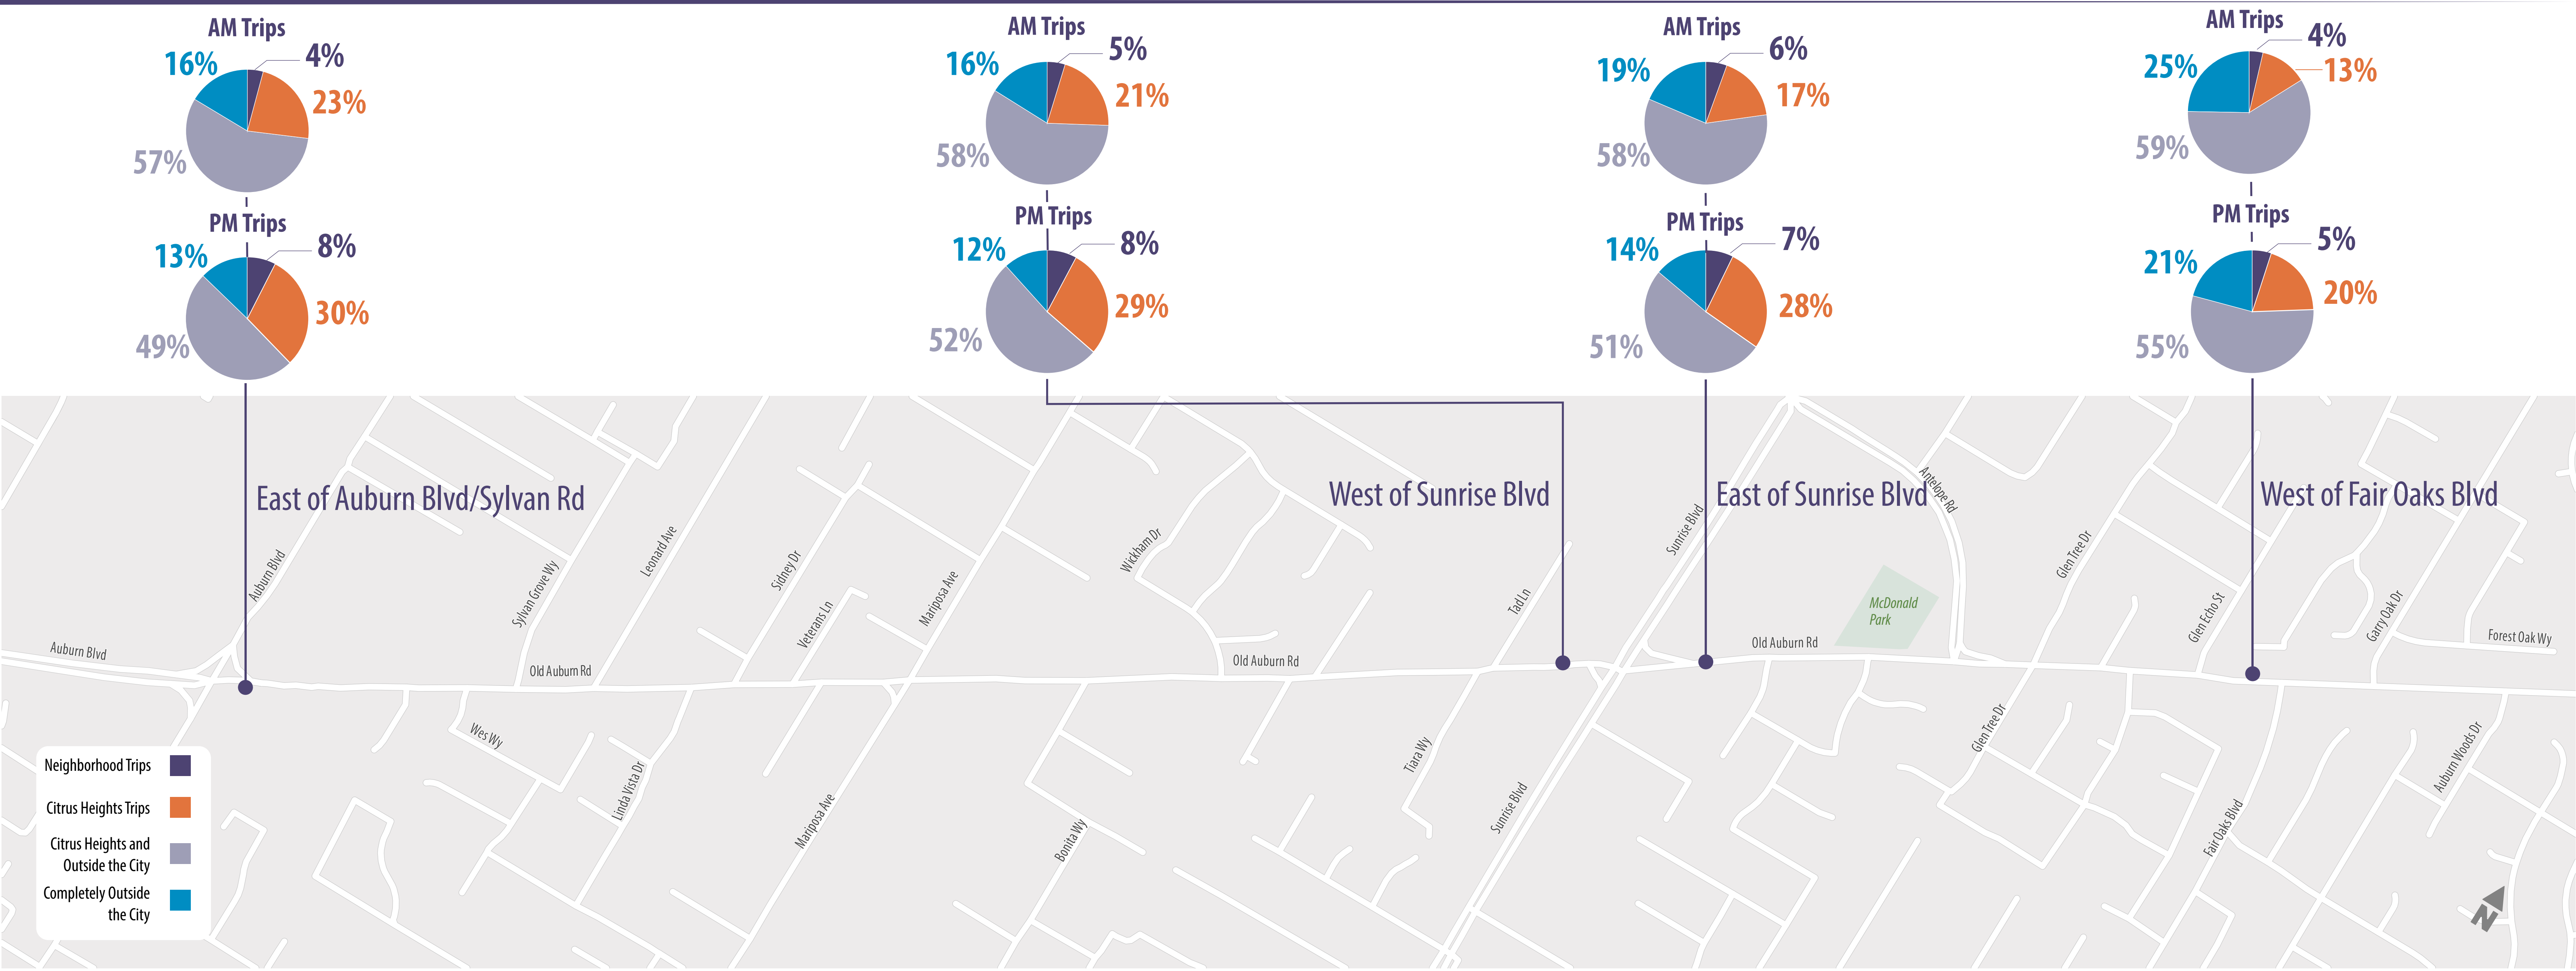 AM Trips
16%
4%
23%
57%
PM Trips
13%
8%
30%
49%
AM Trips
16%
5%
21%
58%
PM Trips
12%
8%
29%
52%
AM Trips
19%
6%
17%
58%
PM Trips
14%
7%
28%
51%
AM Trips
25%
4%
13%
59%
PM Trips
21%
5%
20%
55%
East of Auburn Blvd/Sylvan Rd
West of Sunrise Blvd
East of Sunrise Blvd
West of Fair Oaks Blvd
Auburn Blvd
Auburn Blvd
Sylvan Grove Wy
Leonard Ave
Sidney Dr
Veterans Ln
Mariposa Ave
Wickham Dr
Tad Ln
Sunrise Blvd
Antelope Rd
McDonald
Park
Glen Tree Dr
Glen Echo St
Garry Oak Dr
Forest Oak Wy
Old Auburn Rd
Old Auburn Rd
Old Auburn Rd
Wes Wy
Linda Vista Dr
Mariposa Ave
Bonita Wy
Tiara Wy
Sunrise Blvd
Glen Tree Dr
Fair Oaks Blvd
Auburn Woods Dr
Neighborhood Trips
Citrus Heights Trips
Citrus Heights and
Outside the City
Completely Outside
the City
N